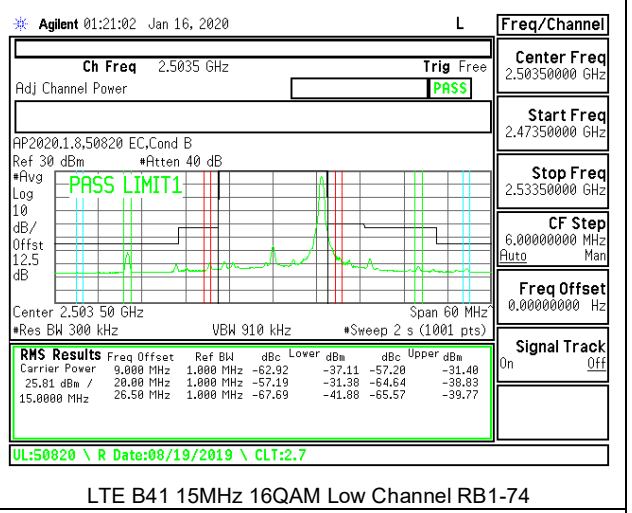 Agilent 01:21:02 Jan 16, 2020 L Freq/Channel
Ch Freq 2.5035 GHz Trig Free
Adj Channel Power PASS
Center Freq
2.50350000 GHz
Start Freq
2.47350000 GHz
AP2020.1.8,50820 EC,Cond B
Ref 30 dBm #Atten 40 dB
#Avg
Log
10
dB/
Offst
12.5
dB
PASS LIMIT1
Stop Freq
2.53350000 GHz
CF Step
6.00000000 MHz
Auto Man
Freq Offset
0.00000000 Hz
Center 2.503 50 GHz Span 60 MHz^
#Res BW 300 kHz VBW 910 kHz #Sweep 2 s (1001 pts)
Signal Track
On Off
RMS Results Freq Offset Ref BW dBc Lower dBm dBc Upper dBm
Carrier Power 9.000 MHz 1.000 MHz -62.92 -37.11 -57.20 -31.40
25.81 dBm / 20.00 MHz 1.000 MHz -57.19 -31.38 -64.64 -38.83
15.0000 MHz 26.50 MHz 1.000 MHz -67.69 -41.88 -65.57 -39.77
UL:50820 \ R Date:08/19/2019 \ CLT:2.7
LTE B41 15MHz 16QAM Low Channel RB1-74